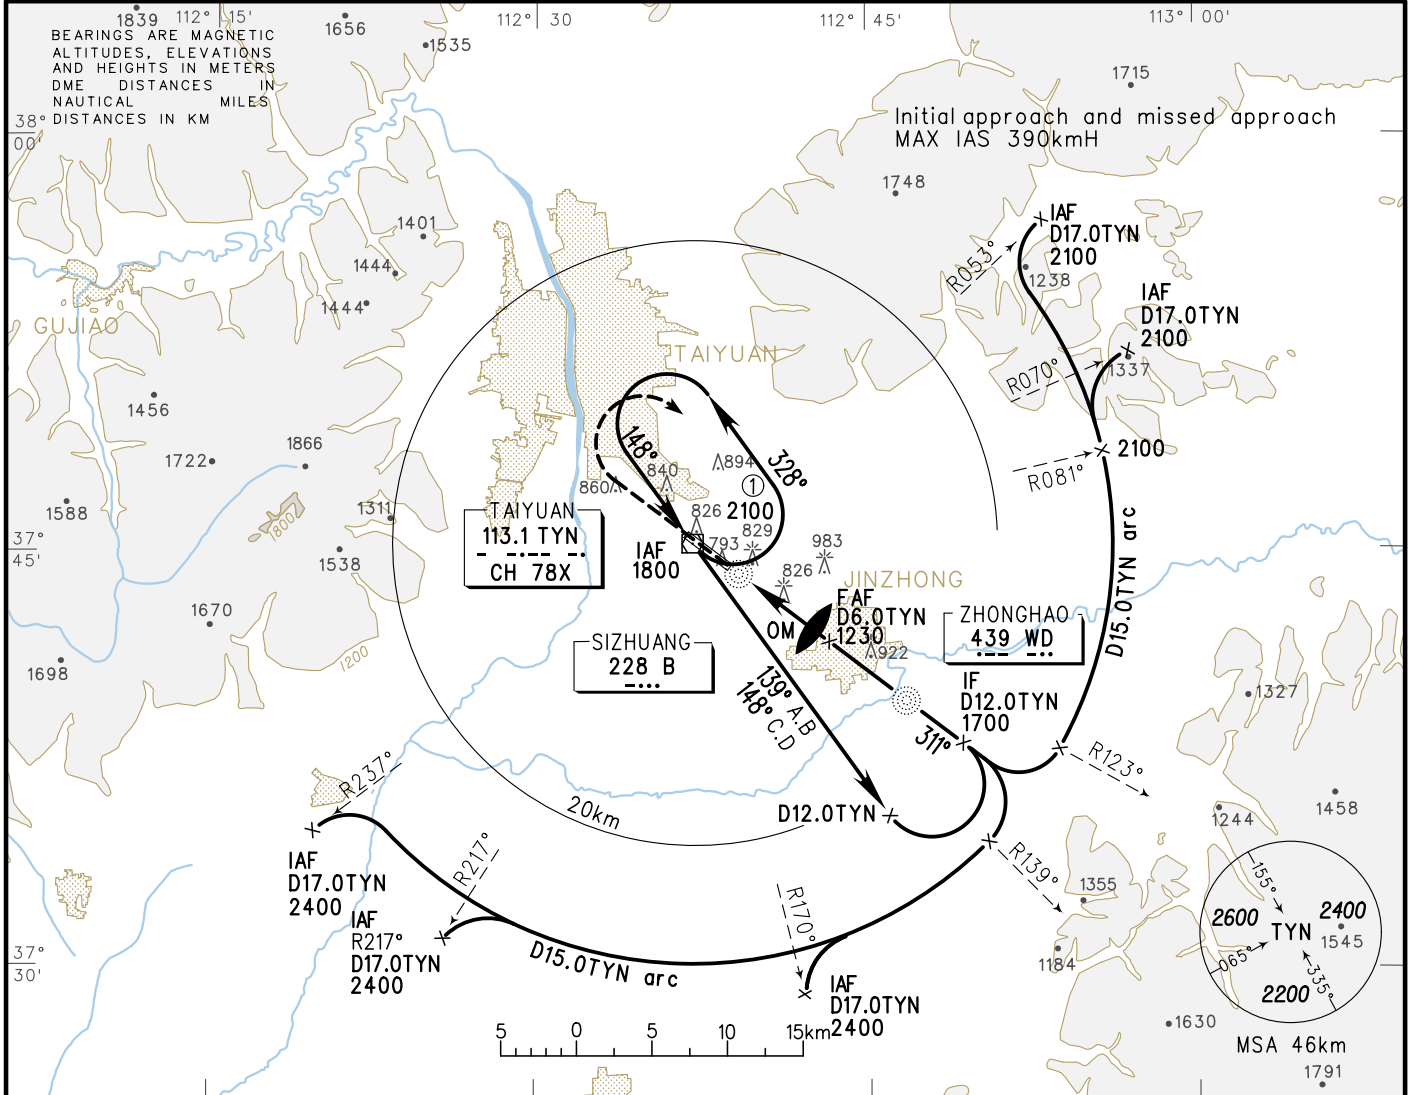 1839
112° 15'
1656
112° 30
112° 45'
113° 00'
BEARINGS ARE MAGNETIC
ALTITUDES, ELEVATIONS
AND HEIGHTS IN METERS
DME DISTANCES IN
NAUTICAL MILES
DISTANCES IN KM
1535
1715
38°
00'
Initial approach and missed approach
MAX IAS 390kmH
1748
1401
1444
1444
GUJIAO
TAIYUAN
IAF
D17.0TYN
2100
R053°
1238
IAF
D17.0TYN
2100
R070°
1337
2100
R081°
1456
1722
1866
1588
1800
1311
1538
37°
45'
1670
1698
1200
148°
328°
894
840
860
1
2100
826
829
793
983
826
TAIYUAN
113.1 TYN
CH 78X
IAF
1800
JINZHONG
FAF
D6.0TYN
1230
OM
922
ZHONGHAO
439 WD
SIZHUANG
228 B
D15.0TYN arc
139° A.B
148° C.D
IF
D12.0TYN
1700
311°
1327
R123°
R237°
20km
D12.0TYN
1458
1244
IAF
D17.0TYN
2400
R217°
R139°
1355
R170°
IAF
R217°
D17.0TYN
2400
D15.0TYN arc
IAF
D17.0TYN
2400
155°
2600
2400
TYN
1545
065°
335°
2200
1184
37°
30'
1630
MSA 46km
1791
5 0 5 10 15km